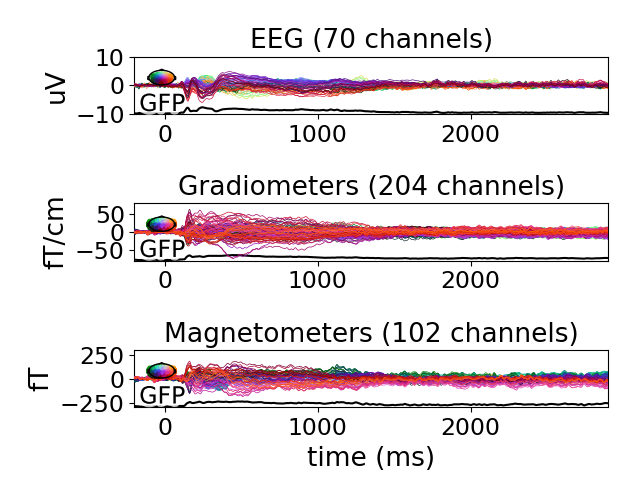 EEG (70 channels)
10
0
−10
uV
GFP
0 1000 2000
Gradiometers (204 channels)
50
0
−50
fT/cm
GFP
0 1000 2000
Magnetometers (102 channels)
250
0
−250
fT
GFP
0 1000 2000
time (ms)